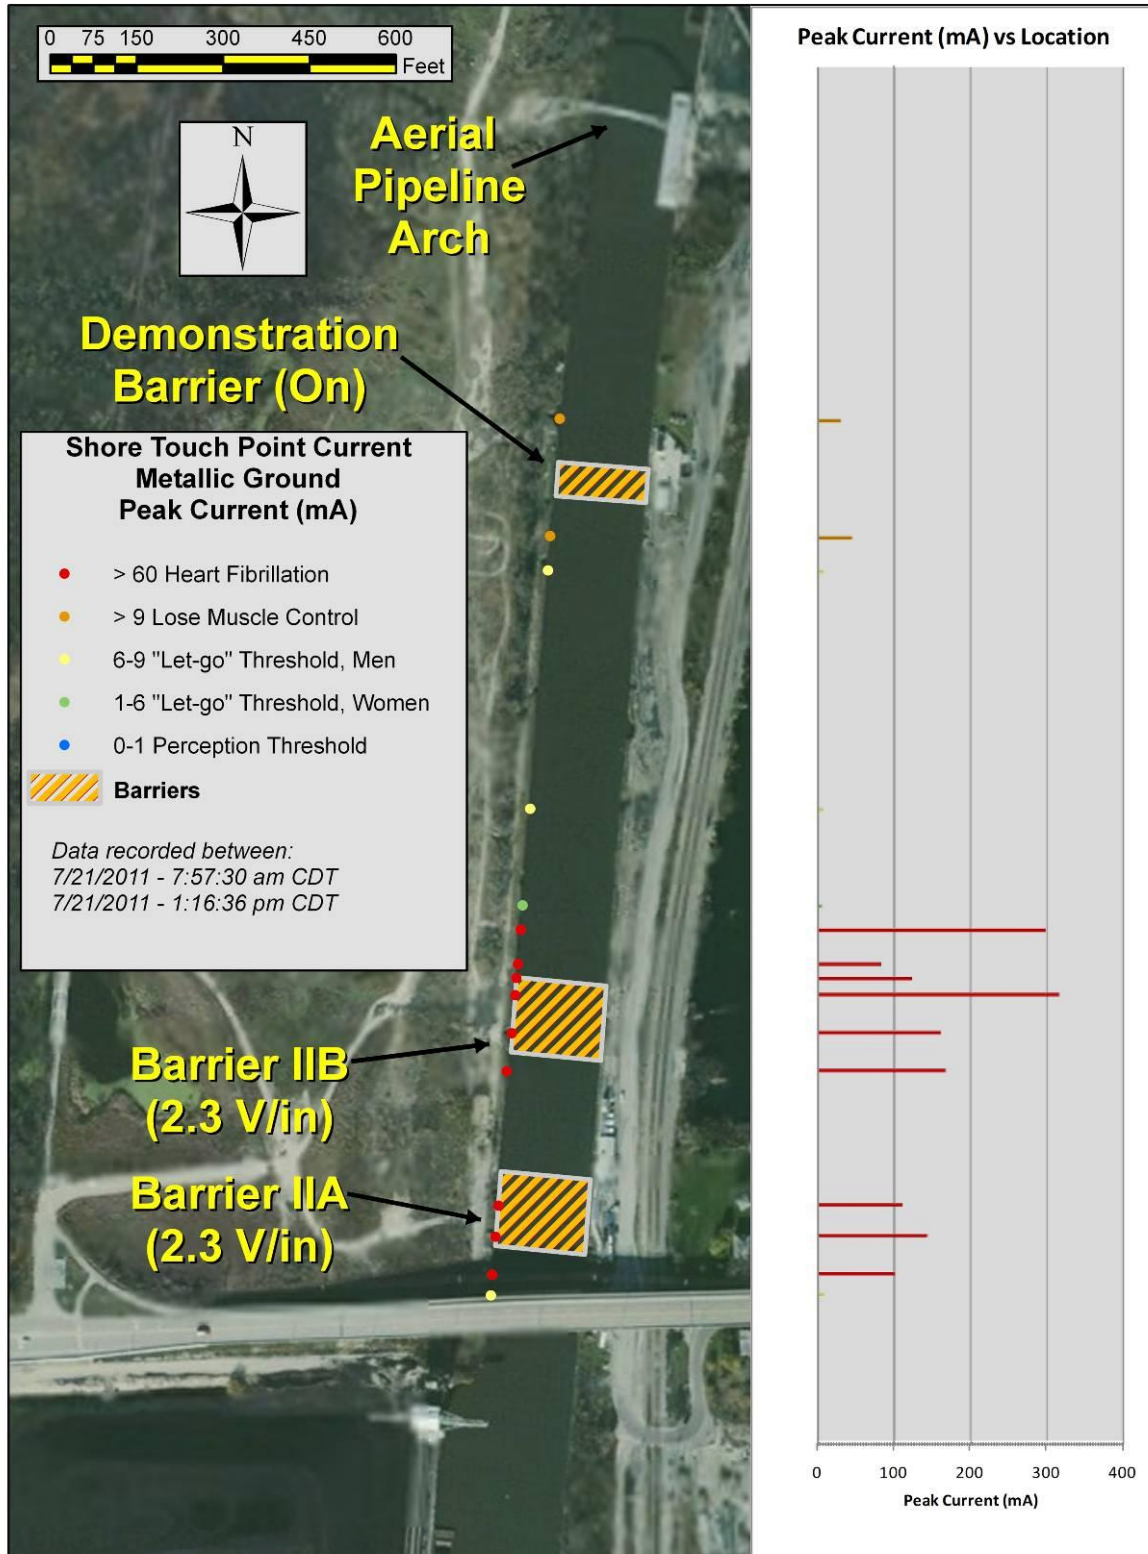 0 75 150 300 450 600
Feet
N
Aerial
Pipeline
Arch
Demonstration
Barrier (On)
Shore Touch Point Current
Metallic Ground
Peak Current (mA)
> 60 Heart Fibrillation
> 9 Lose Muscle Control
6-9 "Let-go" Threshold, Men
1-6 "Let-go" Threshold, Women
0-1 Perception Threshold
Barriers
Data recorded between:
7/21/2011 - 7:57:30 am CDT
7/21/2011 - 1:16:36 pm CDT
Barrier IIB
(2.3 V/in)
Barrier IIA
(2.3 V/in)
Peak Current (mA) vs Location
0 100 200 300 400
Peak Current (mA)